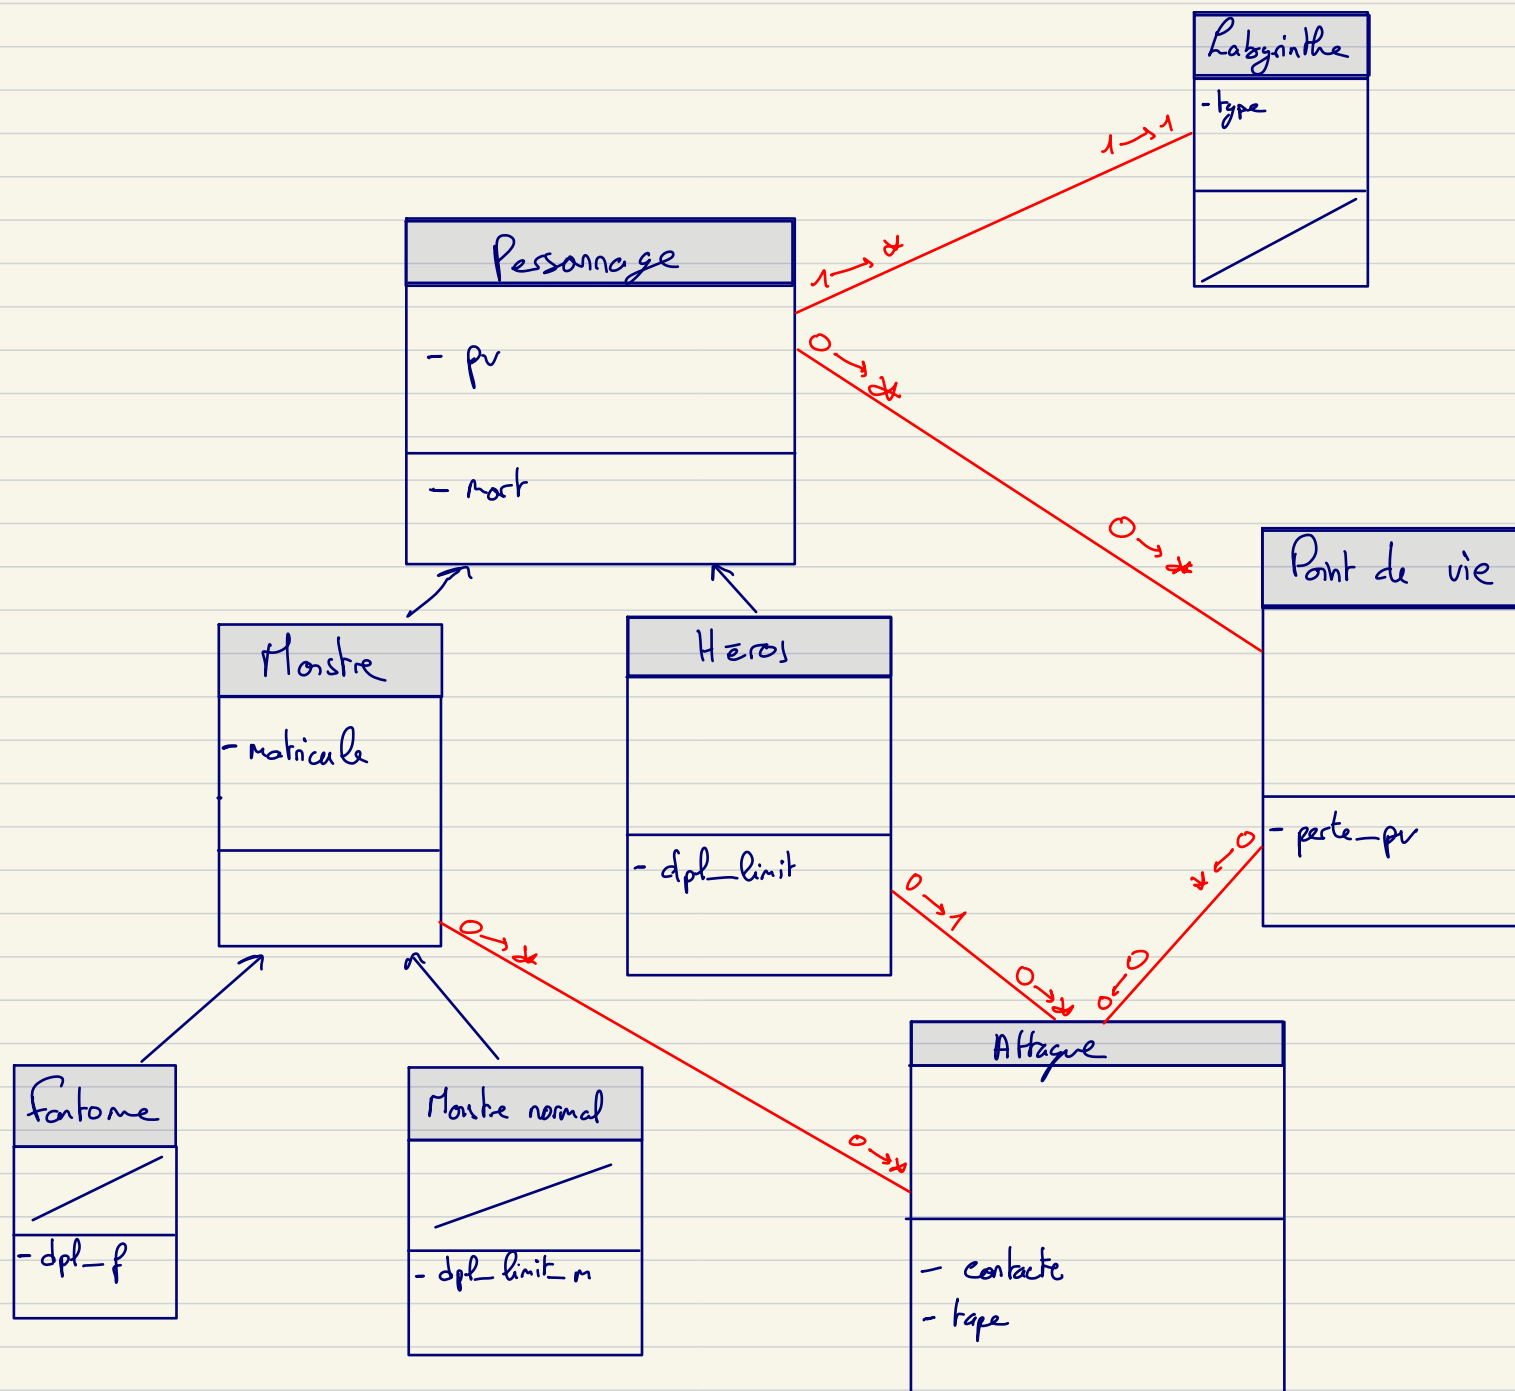 Labyrinthe
- type
1 → 1
1 → *
Personnage
- pv
- mort
0 → *
0 → *
Point de vie
- perte_pv
Monstre
- matricule
Heros
- dpl_limit
0 → *
0 → 1
0 → *
0 → *
0 → 0
Attaque
- contacte
- tape
0 → *
Fantome
- dpl_f
Monstre normal
- dpl_limit_m